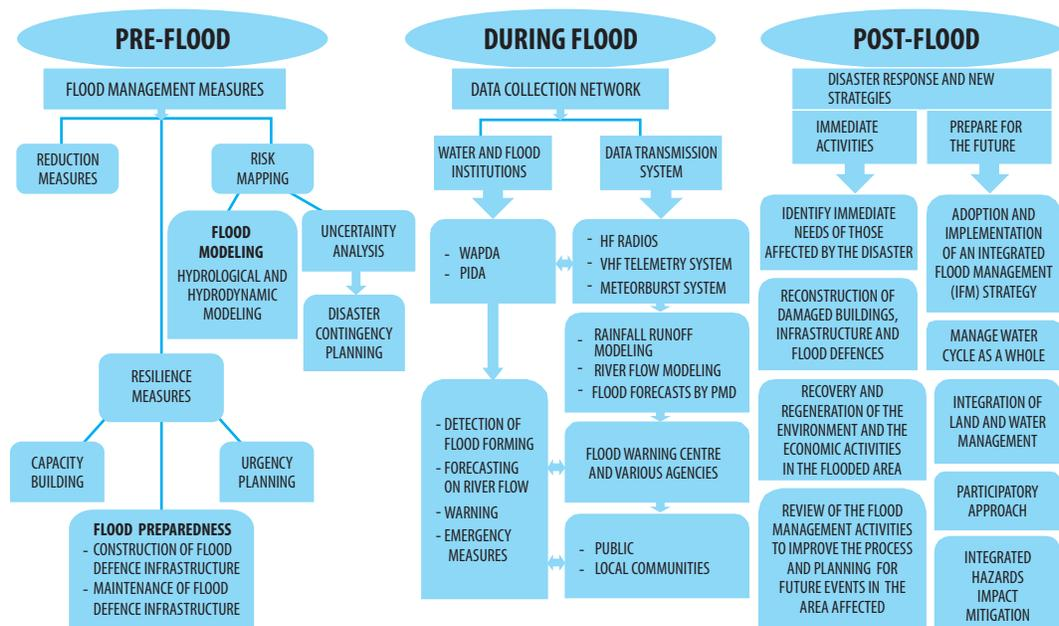 PRE-FLOOD
FLOOD MANAGEMENT MEASURES
REDUCTION
MEASURES
RISK
MAPPING
FLOOD
MODELING
HYDROLOGICAL AND
HYDRODYNAMIC
MODELING
UNCERTAINTY
ANALYSIS
DISASTER
CONTINGENCY
PLANNING
RESILIENCE
MEASURES
CAPACITY
BUILDING
URGENCY
PLANNING
FLOOD PREPAREDNESS
- CONSTRUCTION OF FLOOD
DEFENCE INFRASTRUCTURE
- MAINTENANCE OF FLOOD
DEFENCE INFRASTRUCTURE
DURING FLOOD
DATA COLLECTION NETWORK
WATER AND FLOOD
INSTITUTIONS
DATA TRANSMISSION
SYSTEM
- WAPDA
- PIDA
- HF RADIOS
- VHF TELEMETRY SYSTEM
- METEORBURST SYSTEM
- RAINFALL RUNOFF
MODELING
- RIVER FLOW MODELING
- FLOOD FORECASTS BY PMD
- DETECTION OF
FLOOD FORMING
- FORECASTING
ON RIVER FLOW
- WARNING
- EMERGENCY
MEASURES
FLOOD WARNING CENTRE
AND VARIOUS AGENCIES
- PUBLIC
- LOCAL COMMUNITIES
POST-FLOOD
DISASTER RESPONSE AND NEW
STRATEGIES
IMMEDIATE
ACTIVITIES
PREPARE FOR
THE FUTURE
IDENTIFY IMMEDIATE
NEEDS OF THOSE
AFFECTED BY THE DISASTER
RECONSTRUCTION OF
DAMAGED BUILDINGS,
INFRASTRUCTURE AND
FLOOD DEFENCES
RECOVERY AND
REGENERATION OF THE
ENVIRONMENT AND THE
ECONOMIC ACTIVITIES
IN THE FLOODED AREA
REVIEW OF THE FLOOD
MANAGEMENT ACTIVITIES
TO IMPROVE THE PROCESS
AND PLANNING FOR
FUTURE EVENTS IN THE
AREA AFFECTED
ADOPTION AND
IMPLEMENTATION
OF AN INTEGRATED
FLOOD MANAGEMENT
(IFM) STRATEGY
MANAGE WATER
CYCLE AS A WHOLE
INTEGRATION OF
LAND AND WATER
MANAGEMENT
PARTICIPATORY
APPROACH
INTEGRATED
HAZARDS
IMPACT
MITIGATION